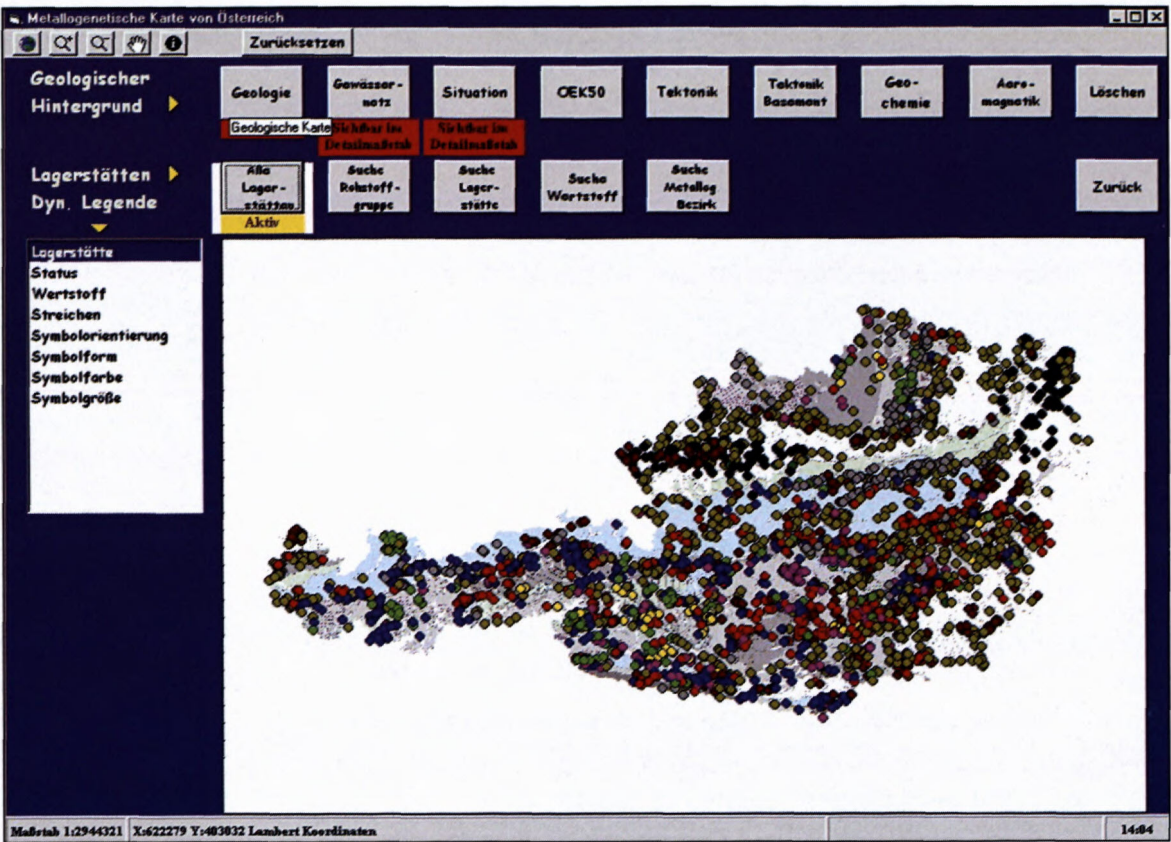 Metallogenetische Karte von Österreich
Zurücksetzen
Geologischer
Hintergrund
Geologie
Gewässer-
netz
Situation
OEK50
Tektonik
Tektonik
Basement
Geo-
chemie
Aero-
magnetik
Löschen
Geologische Karte
Sichtbar im
Detailmaßstab
Sichtbar im
Detailmaßstab
Lagerstätten
Dyn. Legende
Alle
Lager-
stätten
Aktiv
Suche
Rohstoff-
gruppe
Suche
Lager-
stätte
Suche
Wertstoff
Suche
Metallog
Bezirk
Zurück
Lagerstätte
Status
Wertstoff
Streichen
Symbolorientierung
Symbolform
Symbolfarbe
Symbolgröße
Maßstab 1:2944321
X:622279 Y:403032 Lambert Koordinaten
14:04